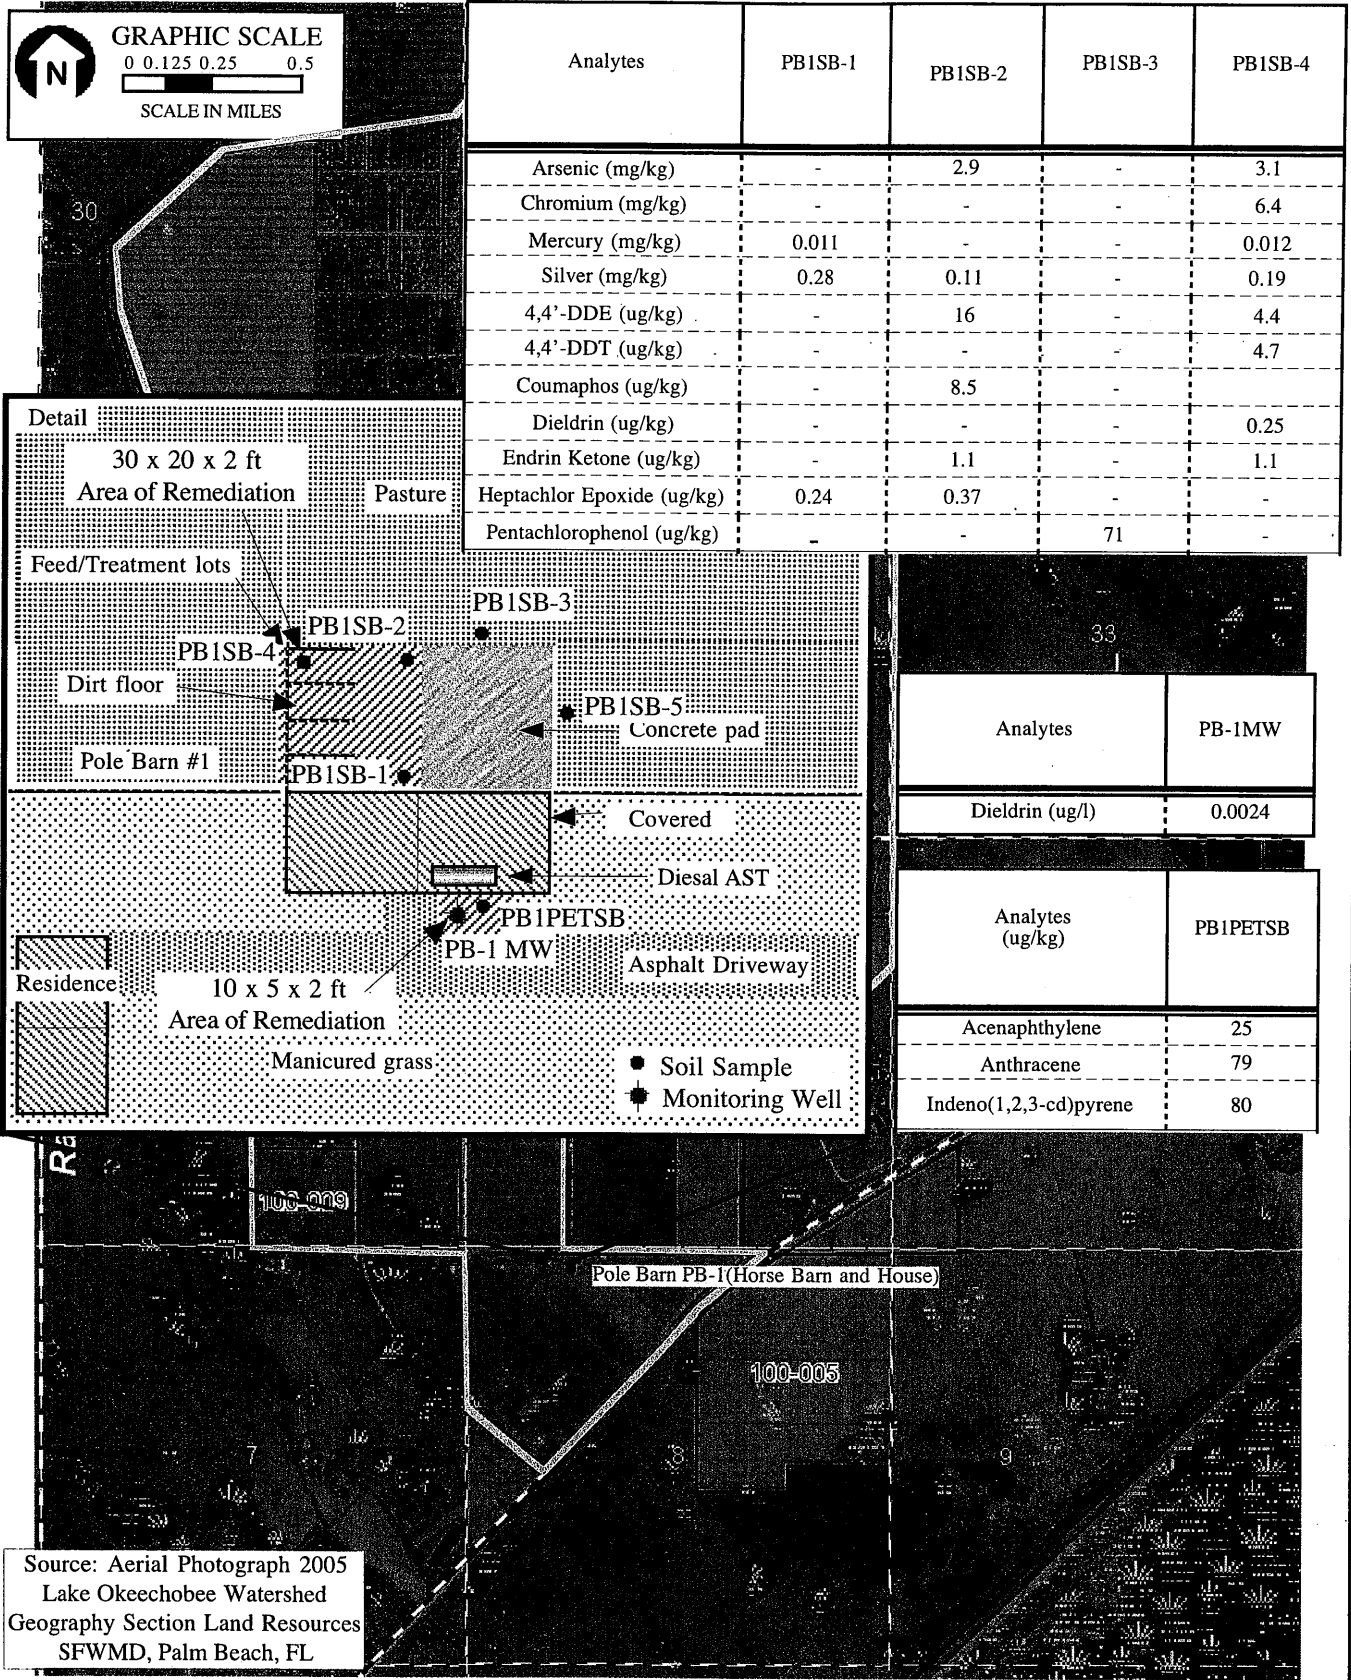 GRAPHIC SCALE
0 0.125 0.25 0.5
SCALE IN MILES
N
Analytes PB1SB-1 PB1SB-2 PB1SB-3 PB1SB-4
Arsenic (mg/kg) - 2.9 - 3.1
Chromium (mg/kg) - - - 6.4
Mercury (mg/kg) 0.011 - - 0.012
Silver (mg/kg) 0.28 0.11 - 0.19
4,4'-DDE (ug/kg) - 16 - 4.4
4,4'-DDT (ug/kg) - - - 4.7
Coumaphos (ug/kg) - 8.5 -
Dieldrin (ug/kg) - - - 0.25
Endrin Ketone (ug/kg) - 1.1 - 1.1
Heptachlor Epoxide (ug/kg) 0.24 0.37 - -
Pentachlorophenol (ug/kg) - - 71 -
30
Detail
30 x 20 x 2 ft
Area of Remediation
Pasture
Feed/Treatment lots
PB1SB-3
PB1SB-2
PB1SB-4
Dirt floor
PB1SB-5
Concrete pad
Pole Barn #1
PB1SB-1
Covered
Diesal AST
PB1PETSB
PB-1 MW
Asphalt Driveway
Residence
10 x 5 x 2 ft
Area of Remediation
Manicured grass
Soil Sample
Monitoring Well
33
Analytes PB-1MW
Dieldrin (ug/l) 0.0024
Analytes
(ug/kg)
PB1PETSB
Acenaphthylene 25
Anthracene 79
Indeno(1,2,3-cd)pyrene 80
Ra
100-009
Pole Barn PB-1(Horse Barn and House)
100-005
7
8
9
Source: Aerial Photograph 2005
Lake Okeechobee Watershed
Geography Section Land Resources
SFWMD, Palm Beach, FL